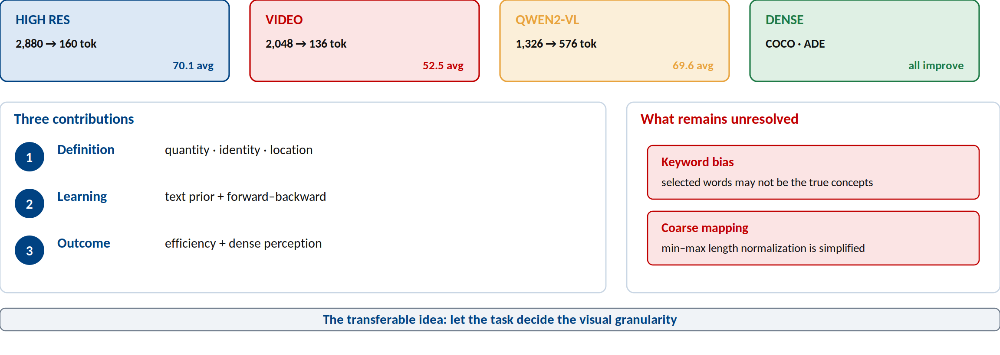 HIGH RES
2,880 → 160 tok
70.1 avg
VIDEO
2,048 → 136 tok
52.5 avg
QWEN2-VL
1,326 → 576 tok
69.6 avg
DENSE
COCO · ADE
all improve
Three contributions
1 Definition quantity · identity · location
2 Learning text prior + forward–backward
3 Outcome efficiency + dense perception
What remains unresolved
Keyword bias
selected words may not be the true concepts
Coarse mapping
min–max length normalization is simplified
The transferable idea: let the task decide the visual granularity